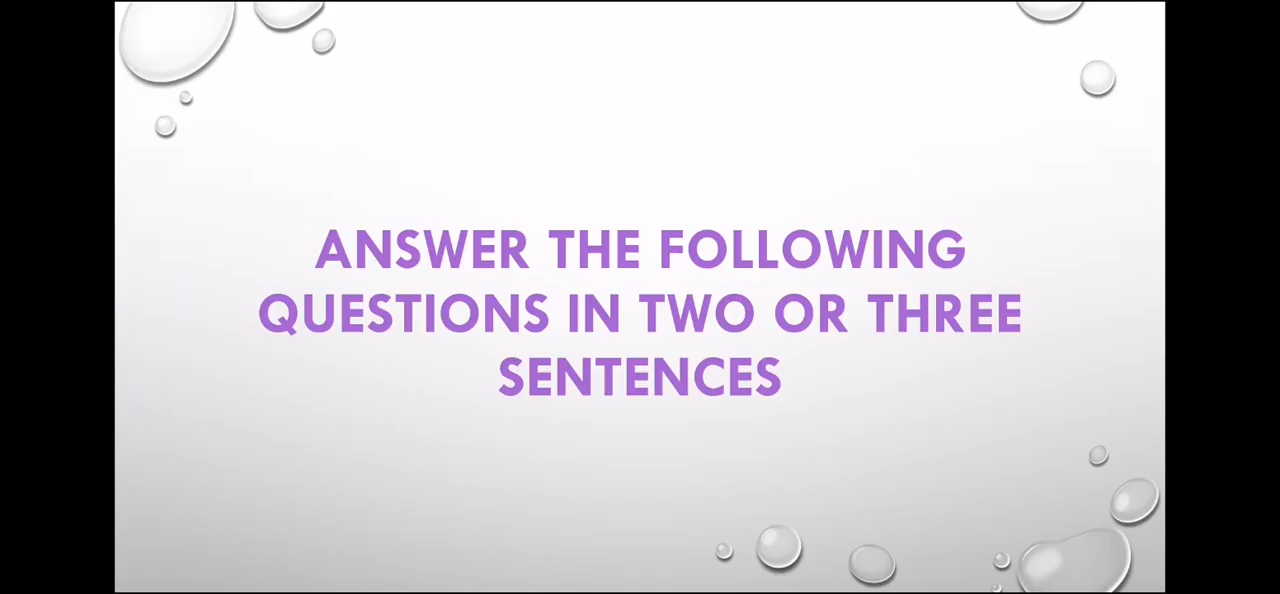 ANSWER THE FOLLOWING
QUESTIONS IN TWO OR THREE
SENTENCES